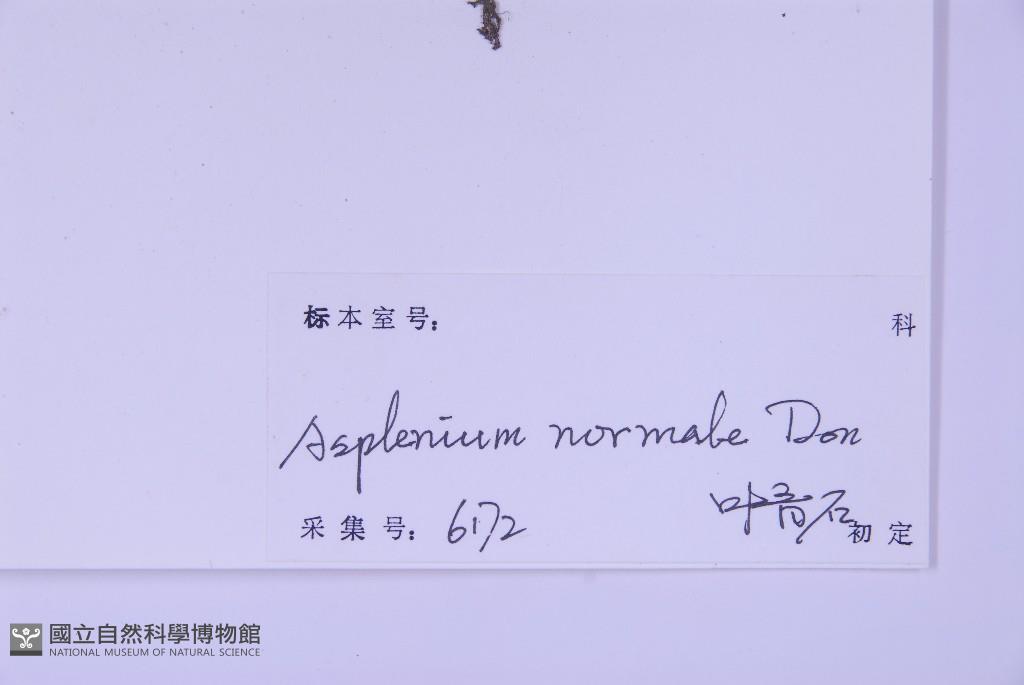 标本室号： 科
Asplenium normale Don
采集号： 6172 叶育石 初定
國立自然科學博物館
NATIONAL MUSEUM OF NATURAL SCIENCE